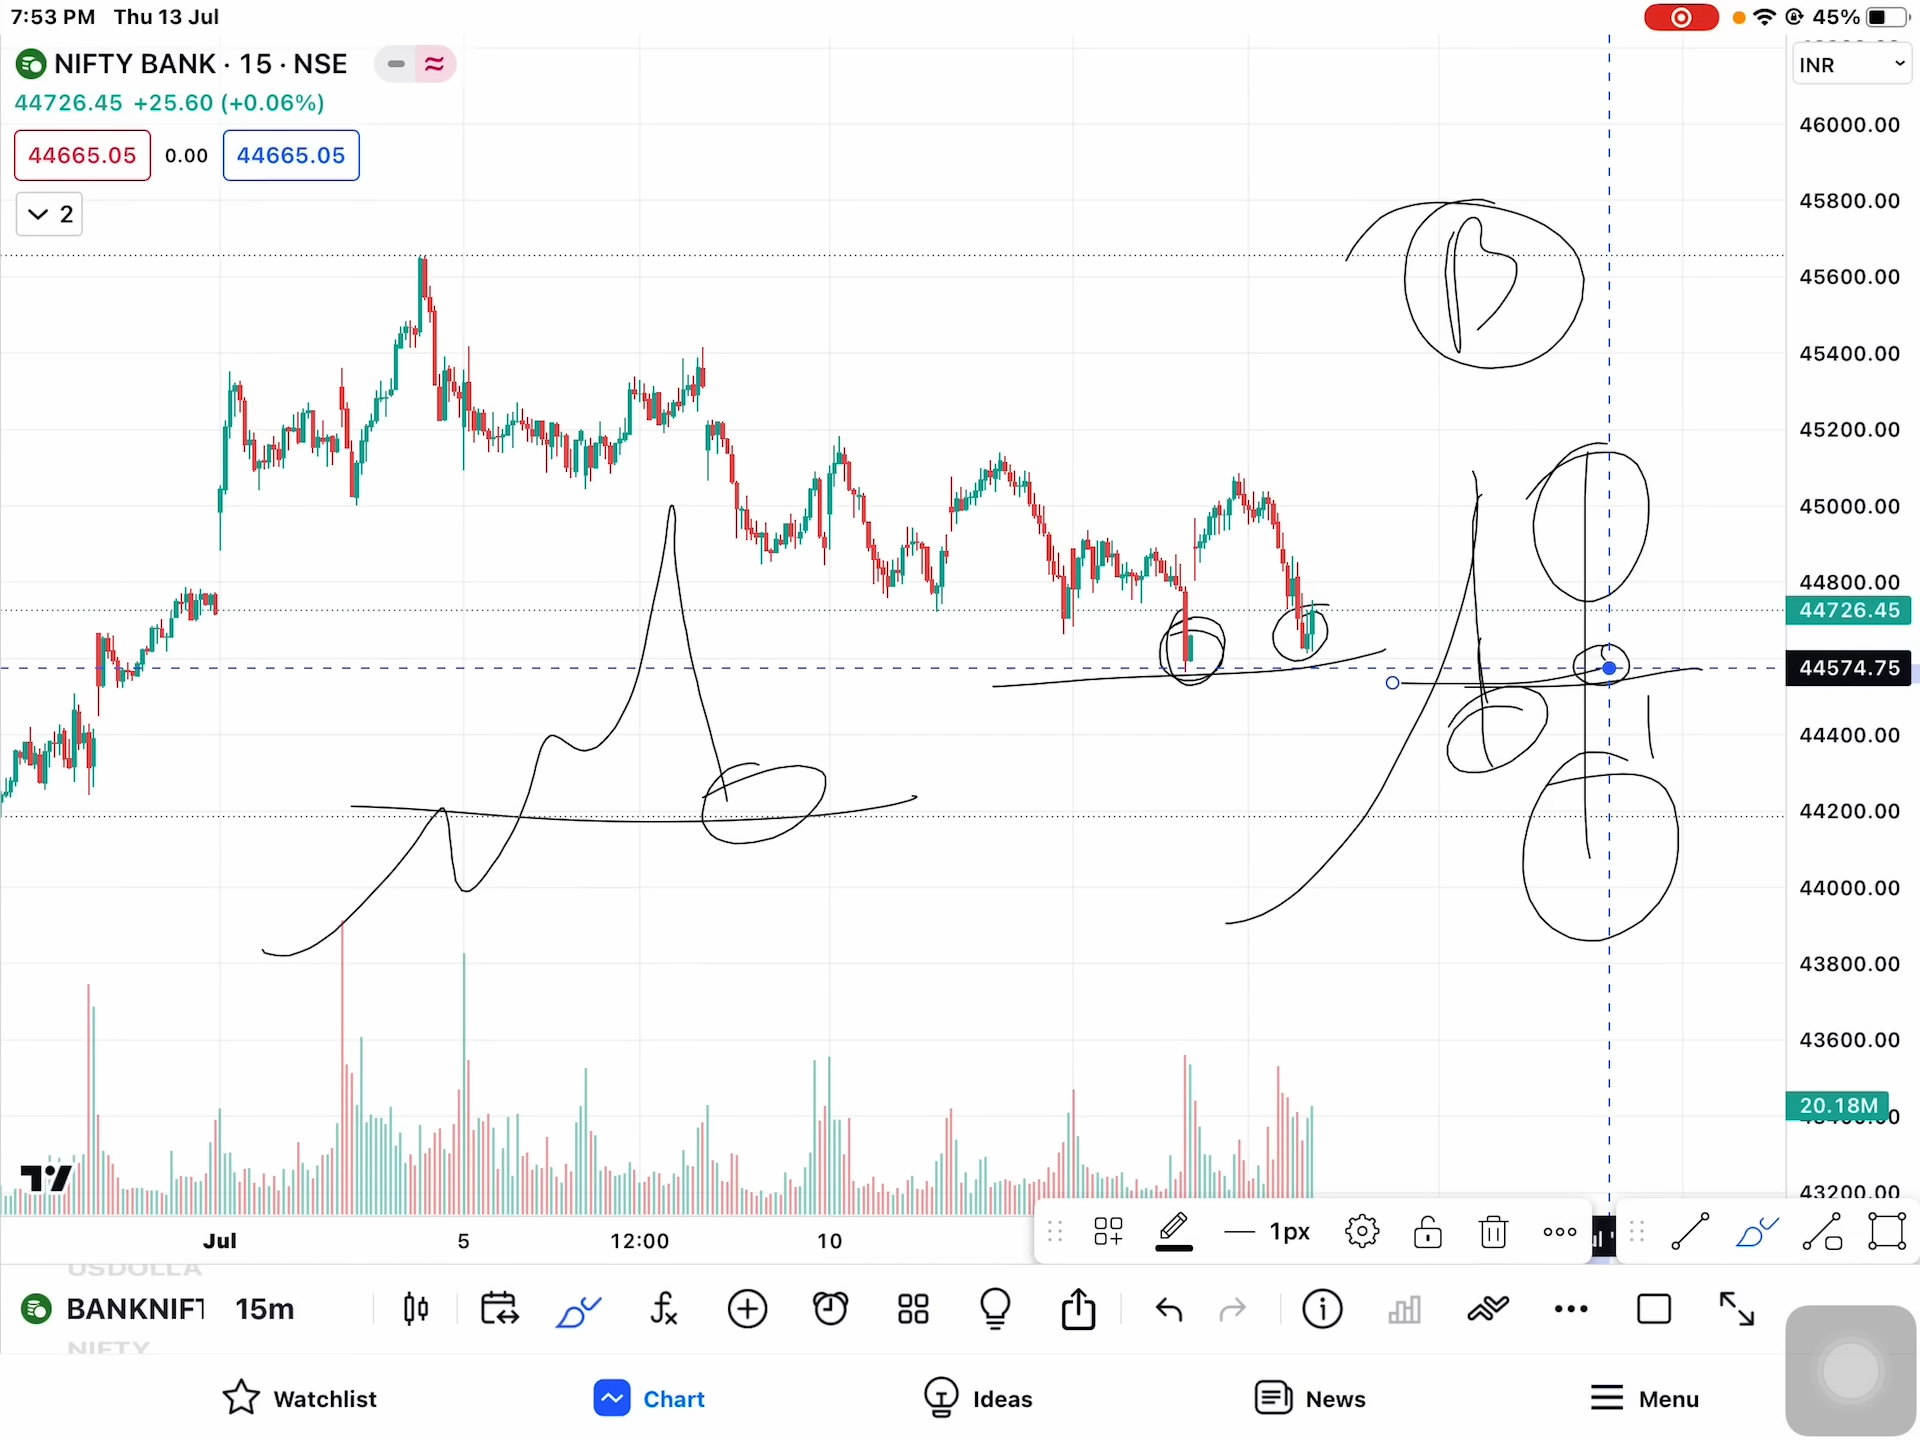 7:53 PM Thu 13 Jul
45%
NIFTY BANK · 15 · NSE
INR
44726.45 +25.60 (+0.06%)
44665.05 0.00 44665.05
2
B
46000.00
45800.00
45600.00
45400.00
45200.00
45000.00
44800.00
44726.45
44574.75
44400.00
44200.00
44000.00
43800.00
43600.00
20.18M
43200.00
Jul 5 12:00 10
1px
USDOLLA
BANKNIFT 15m
NIFTY
Watchlist Chart Ideas News Menu